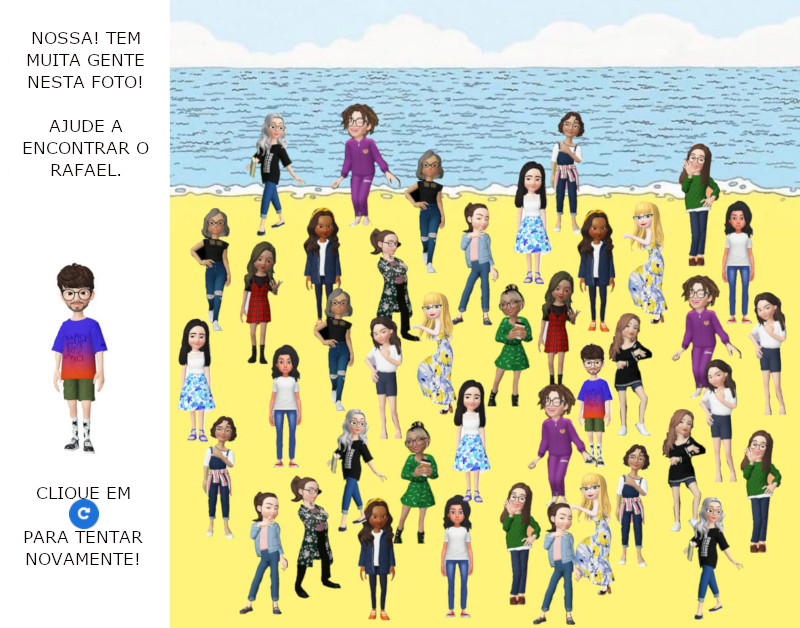 NOSSA! TEM
MUITA GENTE
NESTA FOTO!
AJUDE A
ENCONTRAR O
RAFAEL.
CLIQUE EM
PARA TENTAR
NOVAMENTE!